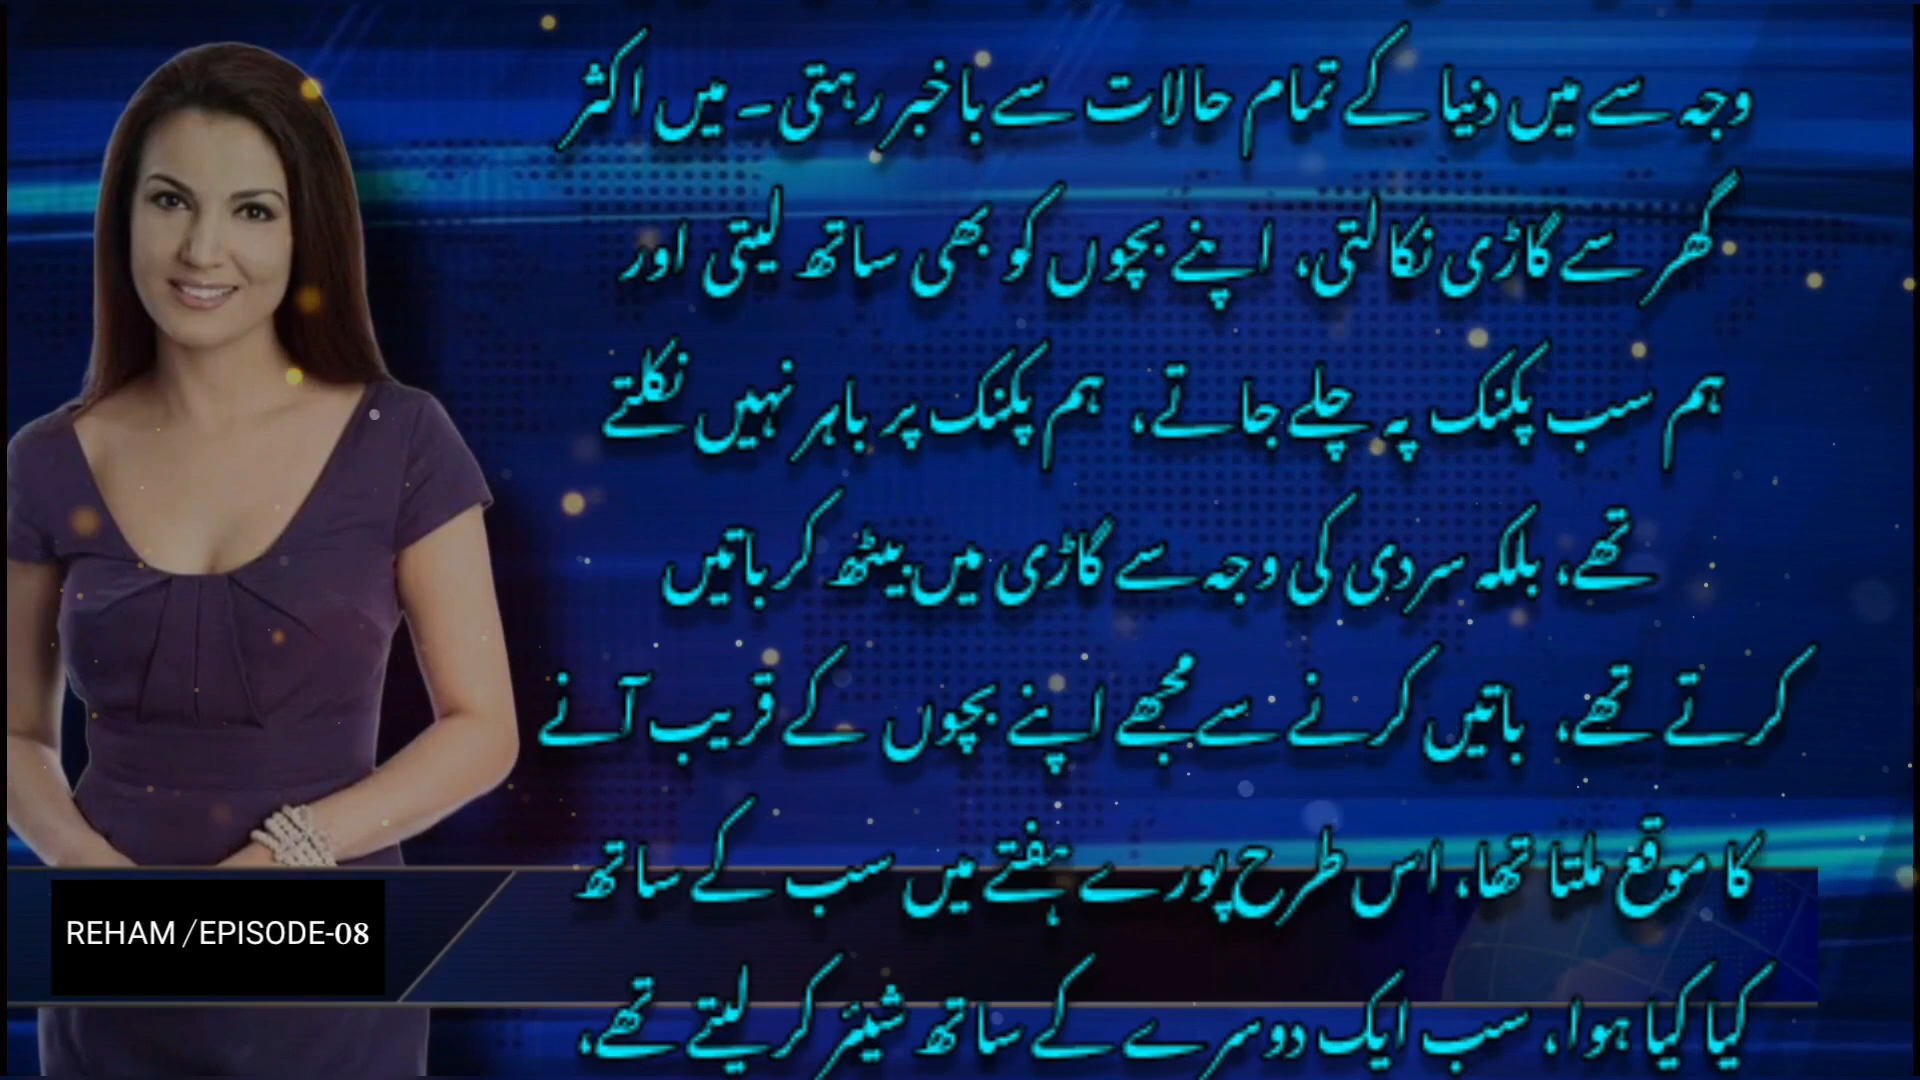 وجہ سے میں دنیا کے تمام حالات سے باخبر رہتی۔ میں اکثر
گھر سے گاڑی نکالتی، اپنے بچوں کو بھی ساتھ لیتی اور
ہم سب پکنک پہ چلے جاتے، ہم پکنک پر باہر نہیں نکلتے
تھے، بلکہ سردی کی وجہ سے گاڑی میں بیٹھ کر باتیں
کرتے تھے، باتیں کرنے سے مجھے اپنے بچوں کے قریب آنے
کا موقع ملتا تھا، اس طرح پورے ہفتے میں سب کے ساتھ
کیا کیا ہوا، سب ایک دوسرے کے ساتھ شیئر کر لیتے تھے،
REHAM /EPISODE-08